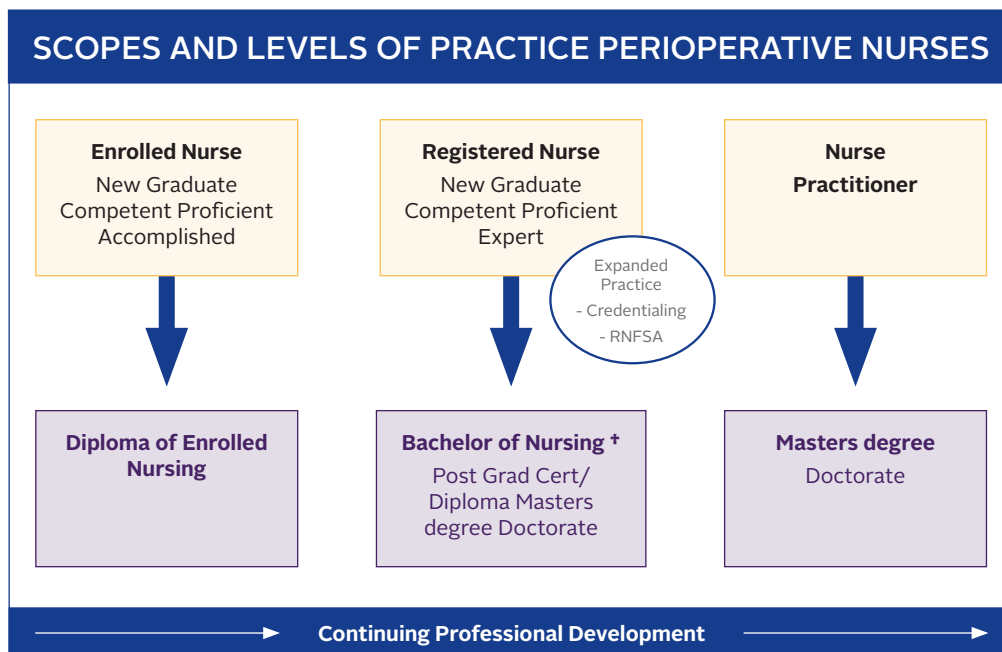 SCOPES AND LEVELS OF PRACTICE PERIOPERATIVE NURSES
Enrolled Nurse
New Graduate
Competent Proficient
Accomplished
Registered Nurse
New Graduate
Competent Proficient
Expert
Expanded
Practice
- Credentialing
- RNFSA
Nurse
Practitioner
Diploma of Enrolled
Nursing
Bachelor of Nursing †
Post Grad Cert/
Diploma Masters
degree Doctorate
Masters degree
Doctorate
Continuing Professional Development